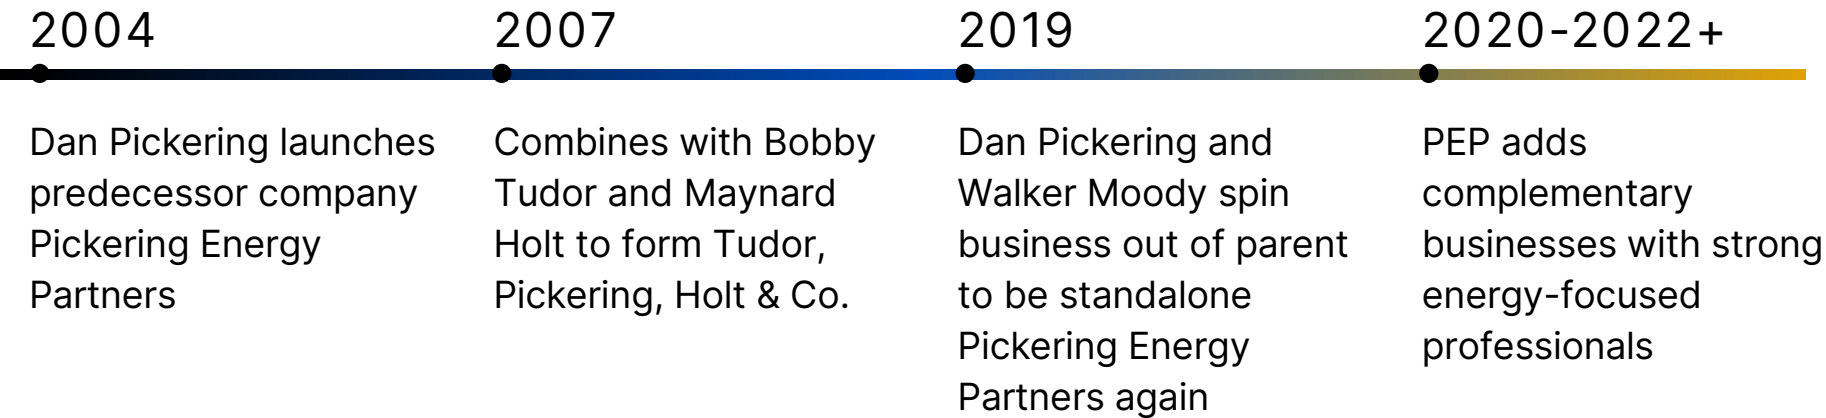 2004
Dan Pickering launches
predecessor company
Pickering Energy
Partners
2007
Combines with Bobby
Tudor and Maynard
Holt to form Tudor,
Pickering, Holt & Co.
2019
Dan Pickering and
Walker Moody spin
business out of parent
to be standalone
Pickering Energy
Partners again
2020-2022+
PEP adds
complementary
businesses with strong
energy-focused
professionals